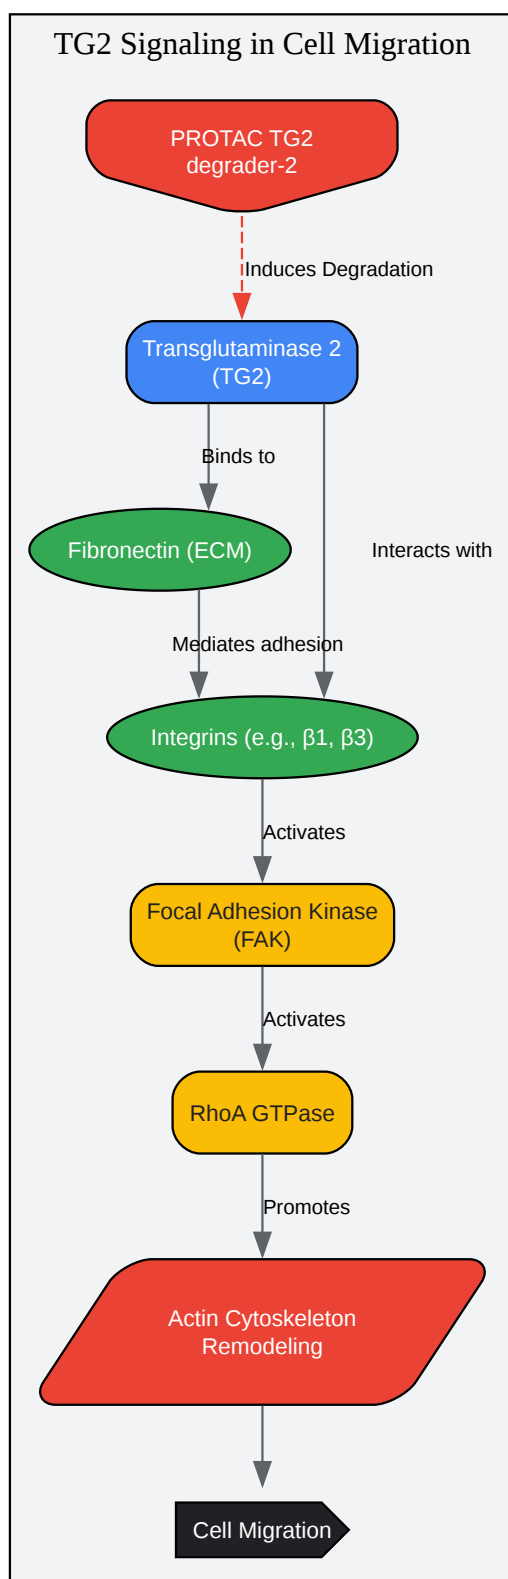 TG2 Signaling in Cell Migration
PROTAC TG2
degrader-2
Induces Degradation
Transglutaminase 2
(TG2)
Binds to
Fibronectin (ECM)
Interacts with
Mediates adhesion
Integrins (e.g., β1, β3)
Activates
Focal Adhesion Kinase
(FAK)
Activates
RhoA GTPase
Promotes
Actin Cytoskeleton
Remodeling
Cell Migration